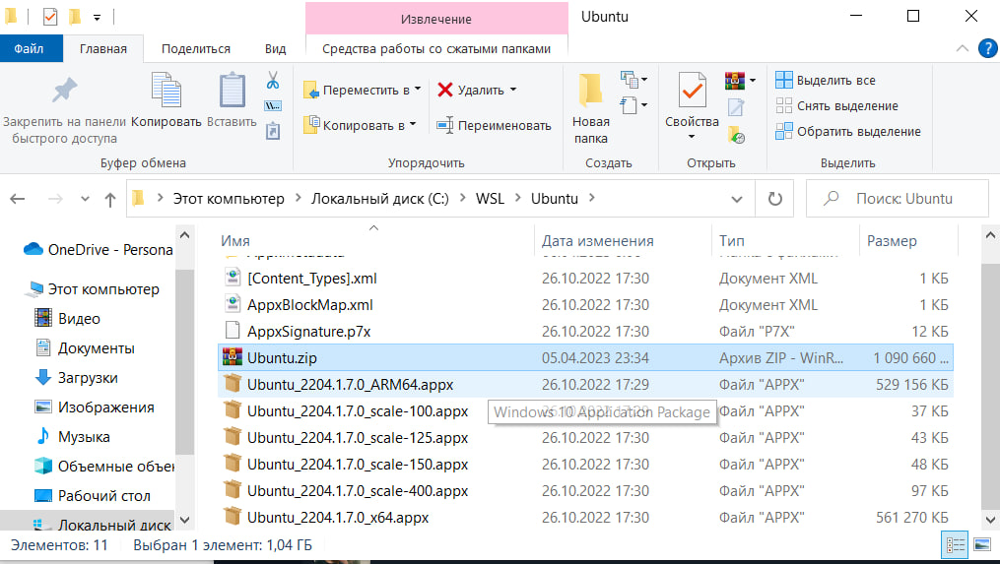 Извлечение
Ubuntu
Файл
Главная
Поделиться
Вид
Средства работы со сжатыми папками
Закрепить на панели
быстрого доступа
Копировать
Вставить
Переместить в
Копировать в
Удалить
Переименовать
Новая
папка
Свойства
Выделить все
Снять выделение
Обратить выделение
Буфер обмена
Упорядочить
Создать
Открыть
Выделить
Этот компьютер
Локальный диск (C:)
WSL
Ubuntu
Поиск: Ubuntu
OneDrive - Persona
Этот компьютер
Видео
Документы
Загрузки
Изображения
Музыка
Объемные объек
Рабочий стол
Локальный диск
Имя Дата изменения Тип Размер
[Content_Types].xml 26.10.2022 17:30 Документ XML 1 КБ
AppxBlockMap.xml 26.10.2022 17:30 Документ XML 1 КБ
AppxSignature.p7x 26.10.2022 17:30 Файл "P7X" 12 КБ
Ubuntu.zip 05.04.2023 23:34 Архив ZIP - WinR... 1 090 660 ...
Ubuntu_2204.1.7.0_ARM64.appx 26.10.2022 17:29 Файл "APPX" 529 156 КБ
Ubuntu_2204.1.7.0_scale-100.appx Файл "APPX" 37 КБ
Windows 10 Application Package
Ubuntu_2204.1.7.0_scale-125.appx 26.10.2022 17:30 Файл "APPX" 43 КБ
Ubuntu_2204.1.7.0_scale-150.appx 26.10.2022 17:30 Файл "APPX" 48 КБ
Ubuntu_2204.1.7.0_scale-400.appx 26.10.2022 17:30 Файл "APPX" 97 КБ
Ubuntu_2204.1.7.0_x64.appx 26.10.2022 17:30 Файл "APPX" 561 270 КБ
Элементов: 11
Выбран 1 элемент: 1,04 ГБ